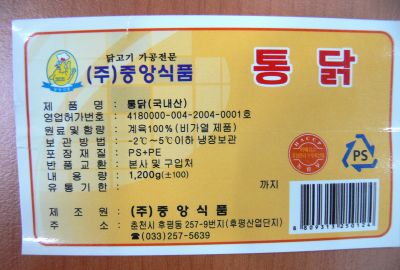 닭고기 가공전문
(주)중앙식품
통 닭
제 품 명 : 통닭(국내산)
영업허가번호: 4180000-004-2004-0001호
원료및함량: 계육100% (비가열 제품)
보관방법: -2℃~5℃이하 냉장보관
포장재질: PS+PE
반품교환: 본사 및 구입처
내 용 량 : 1,200g(±100)
유통기한: 까지
제 조 원 : (주) 중앙 식품
주 소 : 춘천시 후평동 257-9번지(후평산업단지)
☎(033)257-5639
HACCP
PS
8 809313 250124